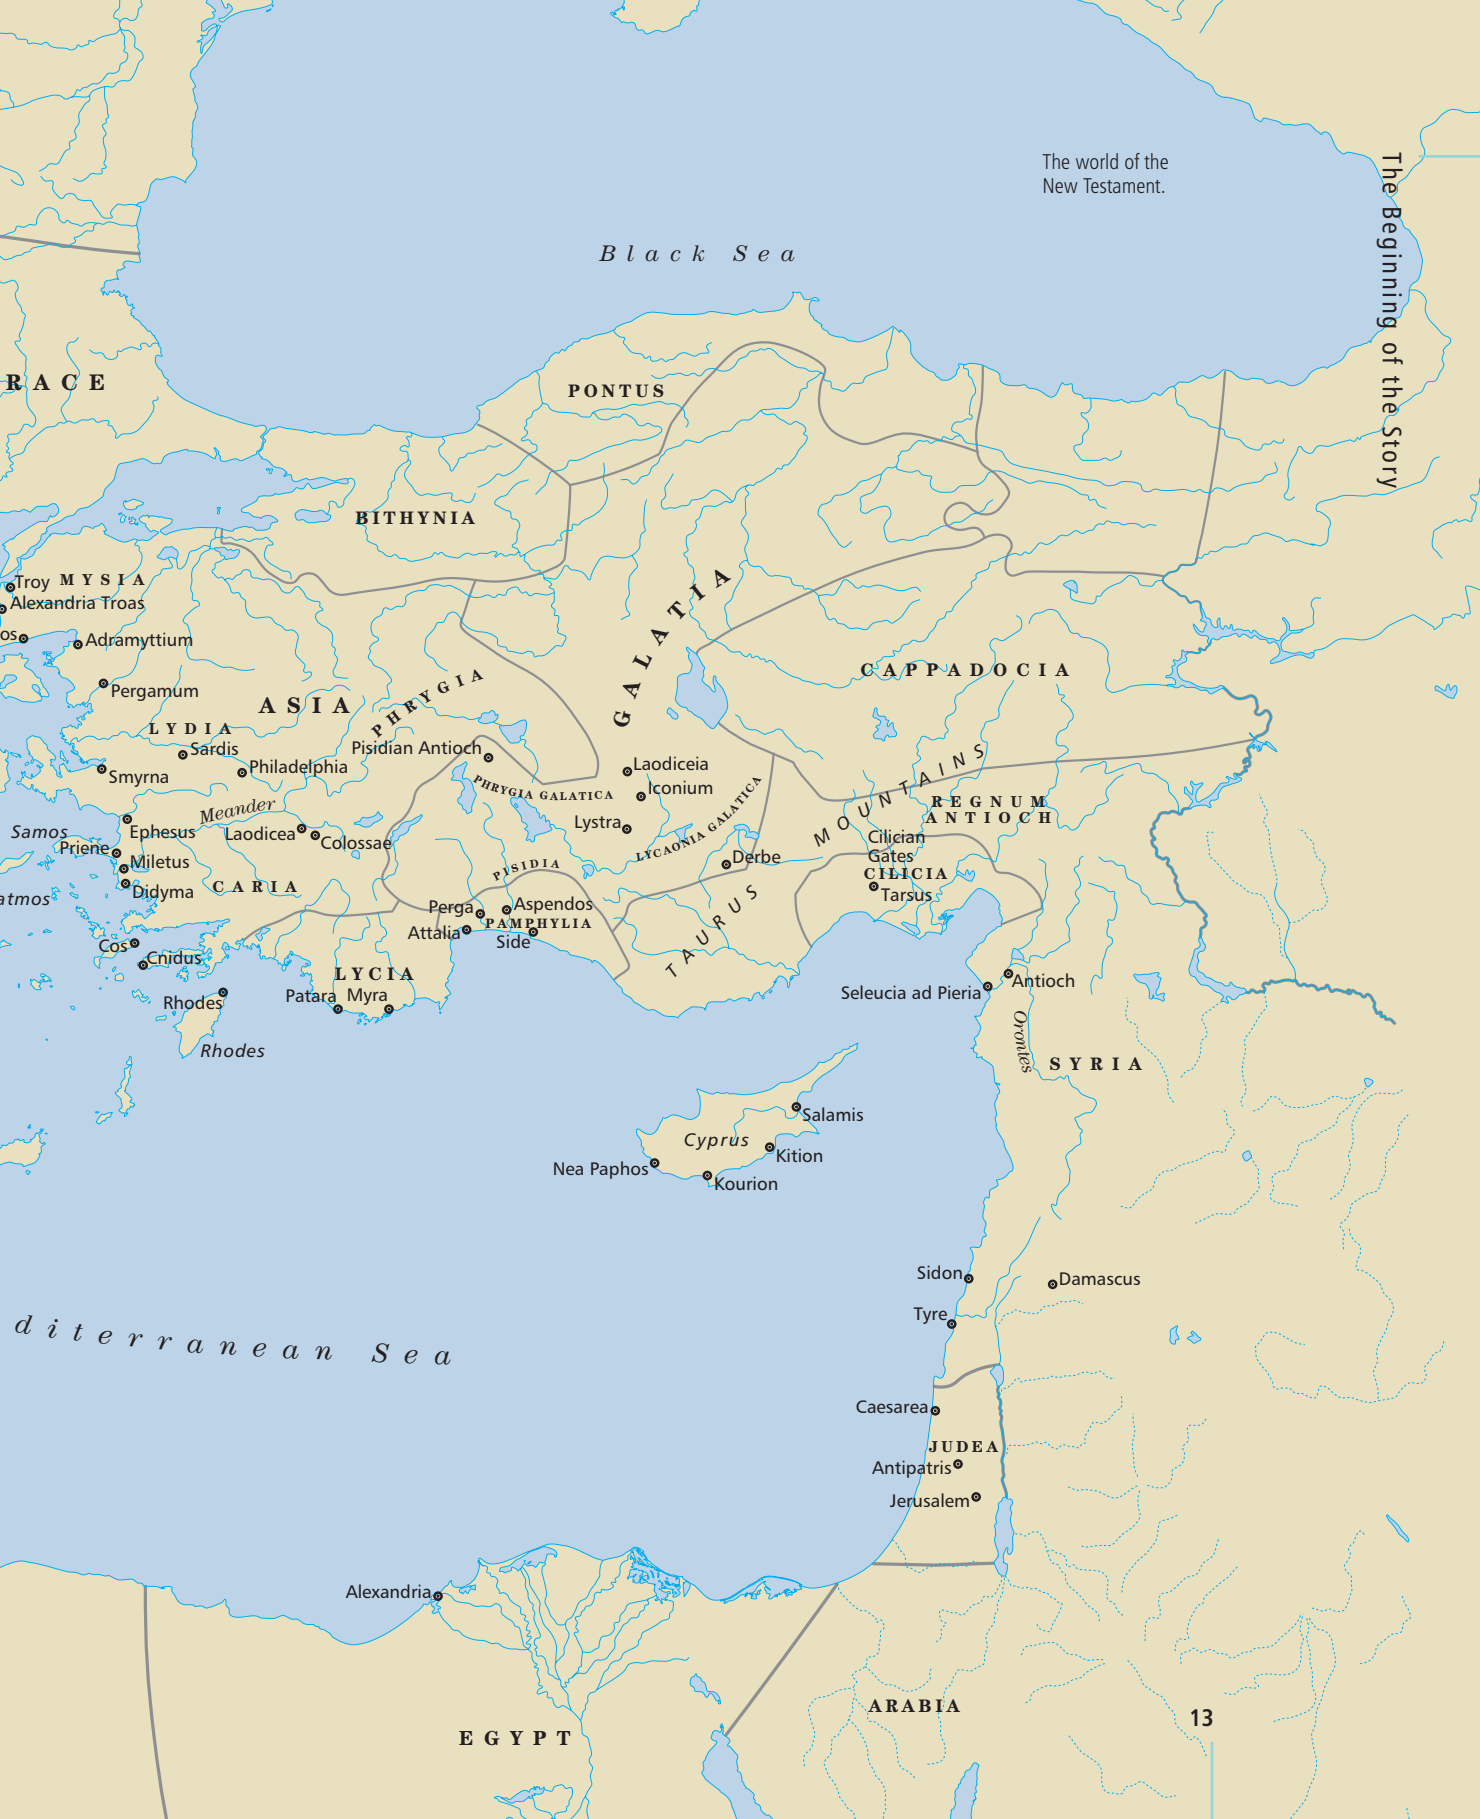 The world of the
New Testament.
The Beginning of the Story
Black Sea
RACE
PONTUS
BITHYNIA
Troy
MYSIA
Alexandria Troas
os
Adramyttium
GALATIA
Pergamum
CAPPADOCIA
ASIA
PHRYGIA
LYDIA
Sardis
Pisidian Antioch
Smyrna
Philadelphia
Laodiceia
Iconium
PHRYGIA GALATICA
MOUNTAINS
REGNUM
ANTIOCH
Meander
Samos
Ephesus
Laodicea
Colossae
Lystra
LYCAONIA GALATICA
Cilician
Gates
Priene
Miletus
Derbe
PISIDIA
CILICIA
Didyma
CARIA
Tarsus
atmos
Perga
Aspendos
PAMPHYLIA
TAURUS
Attalia
Side
Cos
Cnidus
LYCIA
Antioch
Rhodes
Patara
Myra
Seleucia ad Pieria
Rhodes
Orontes
SYRIA
Salamis
Cyprus
Kition
Nea Paphos
Kourion
Sidon
Damascus
Tyre
diterranean Sea
Caesarea
JUDEA
Antipatris
Jerusalem
Alexandria
ARABIA
EGYPT
13